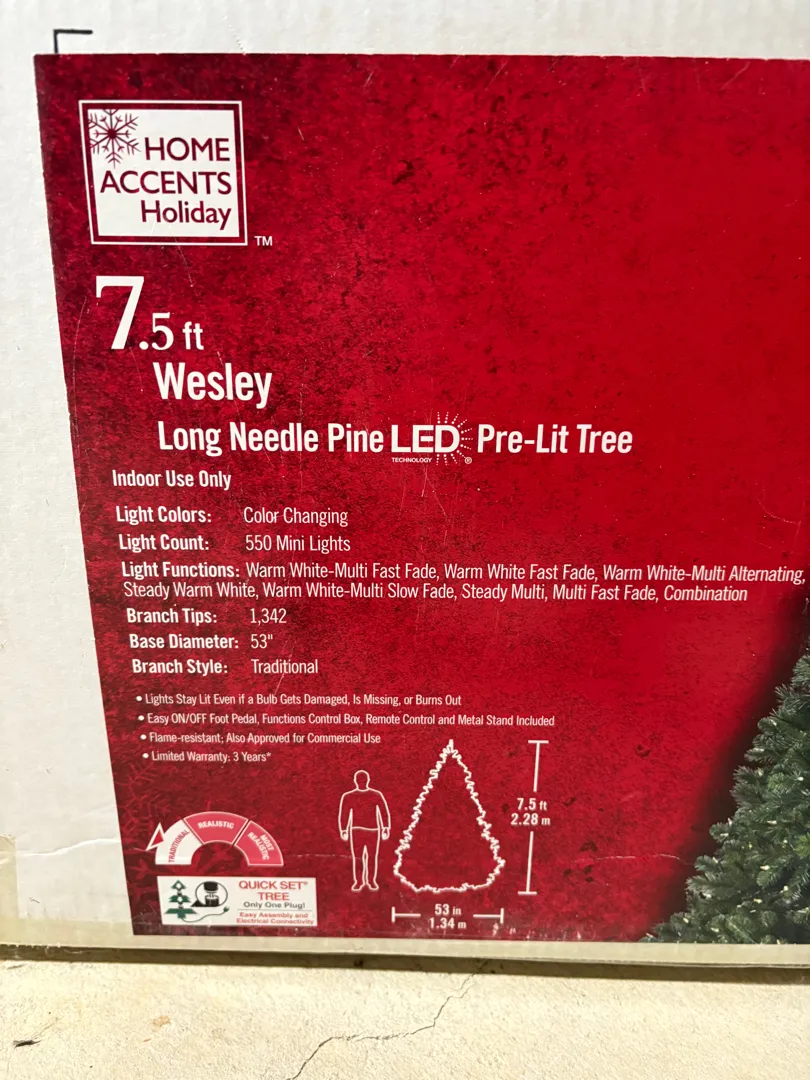 HOME
ACCENTS
Holiday
™
7.5 ft
Wesley
Long Needle Pine LED Pre-Lit Tree
TECHNOLOGY ®
Indoor Use Only
Light Colors: Color Changing
Light Count: 550 Mini Lights
Light Functions: Warm White-Multi Fast Fade, Warm White Fast Fade, Warm White-Multi Alternating,
Steady Warm White, Warm White-Multi Slow Fade, Steady Multi, Multi Fast Fade, Combination
Branch Tips: 1,342
Base Diameter: 53"
Branch Style: Traditional
• Lights Stay Lit Even if a Bulb Gets Damaged, Is Missing, or Burns Out
• Easy ON/OFF Foot Pedal, Functions Control Box, Remote Control and Metal Stand Included
• Flame-resistant; Also Approved for Commercial Use
• Limited Warranty: 3 Years*
7.5 ft
2.28 m
TRADITIONAL
REALISTIC
MOST
REALISTIC
QUICK SET®
TREE
Only One Plug!
Easy Assembly and
Electrical Connectivity
53 in
1.34 m